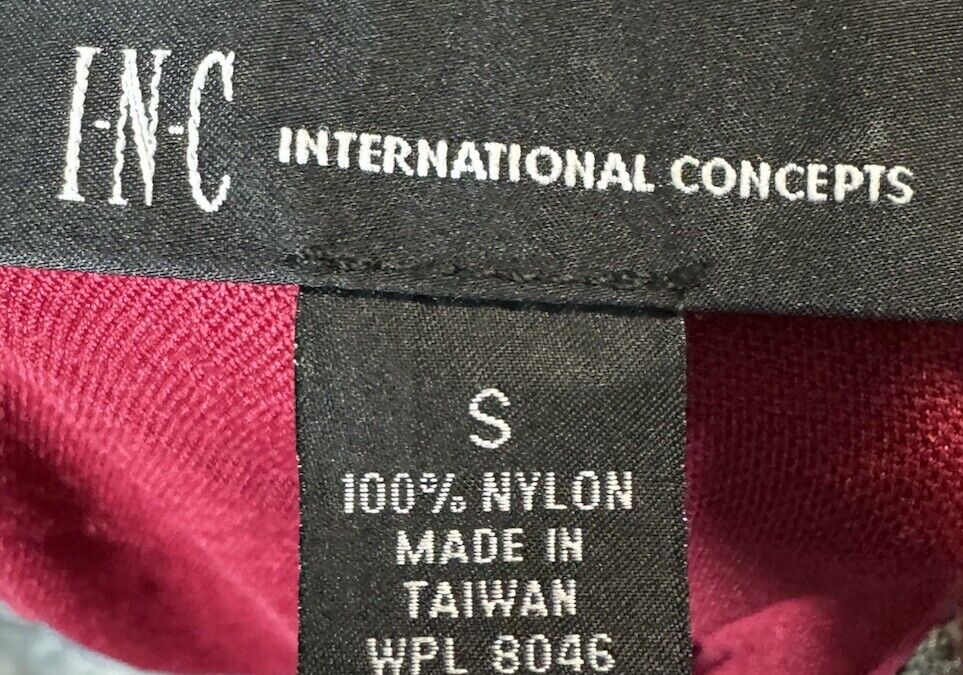 I-N-C INTERNATIONAL CONCEPTS
S
100% NYLON
MADE IN
TAIWAN
WPL 8046